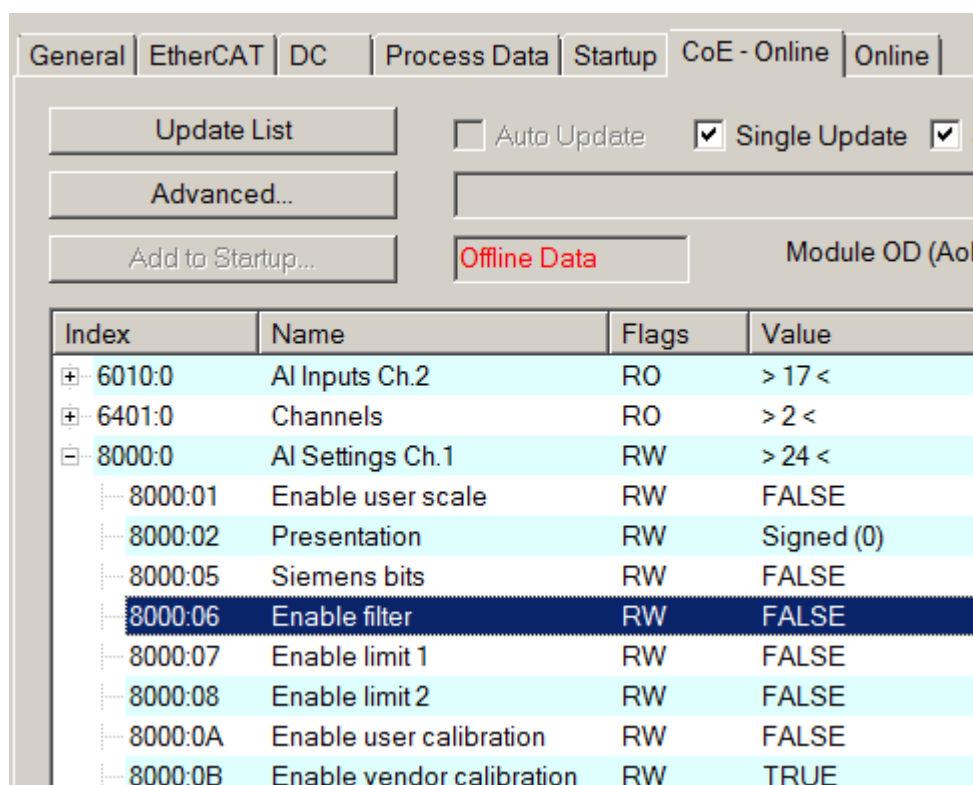 General EtherCAT DC Process Data Startup CoE - Online Online
Update List Auto Update Single Update
Advanced...
Add to Startup... Offline Data Module OD (AoE
Index Name Flags Value
6010:0 AI Inputs Ch.2 RO > 17 <
6401:0 Channels RO > 2 <
8000:0 AI Settings Ch.1 RW > 24 <
8000:01 Enable user scale RW FALSE
8000:02 Presentation RW Signed (0)
8000:05 Siemens bits RW FALSE
8000:06 Enable filter RW FALSE
8000:07 Enable limit 1 RW FALSE
8000:08 Enable limit 2 RW FALSE
8000:0A Enable user calibration RW FALSE
8000:0B Enable vendor calibration RW TRUE